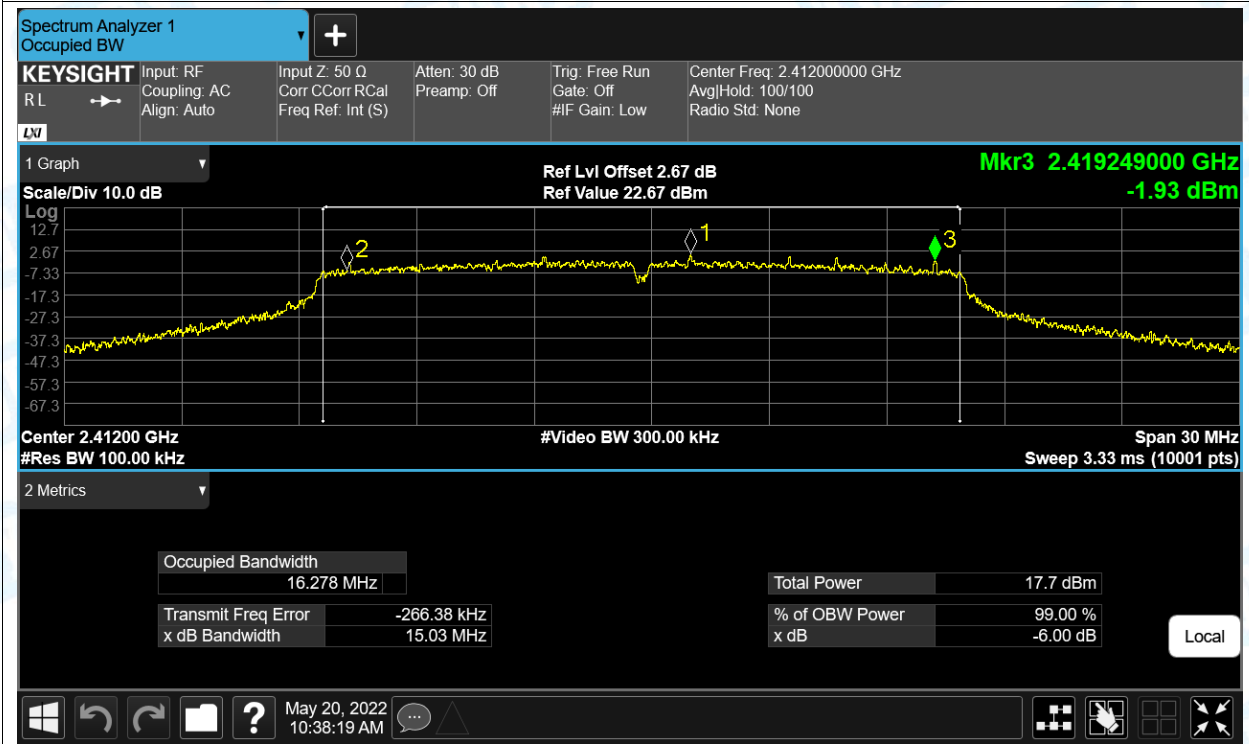 Spectrum Analyzer 1
Occupied BW
▼
+
KEYSIGHT
R L
LXI
Input: RF
Coupling: AC
Align: Auto
Input Z: 50 Ω
Corr CCorr RCal
Freq Ref: Int (S)
Atten: 30 dB
Preamp: Off
Trig: Free Run
Gate: Off
#IF Gain: Low
Center Freq: 2.412000000 GHz
Avg|Hold: 100/100
Radio Std: None
1 Graph
Scale/Div 10.0 dB
Ref Lvl Offset 2.67 dB
Ref Value 22.67 dBm
Mkr3 2.419249000 GHz
-1.93 dBm
Log
12.7
2.67
-7.33
-17.3
-27.3
-37.3
-47.3
-57.3
-67.3
2
1
3
Center 2.41200 GHz
#Video BW 300.00 kHz
Span 30 MHz
#Res BW 100.00 kHz
Sweep 3.33 ms (10001 pts)
2 Metrics
Occupied Bandwidth
16.278 MHz
Total Power 17.7 dBm
Transmit Freq Error -266.38 kHz
% of OBW Power 99.00 %
x dB Bandwidth 15.03 MHz
x dB -6.00 dB
Local
?
May 20, 2022
10:38:19 AM